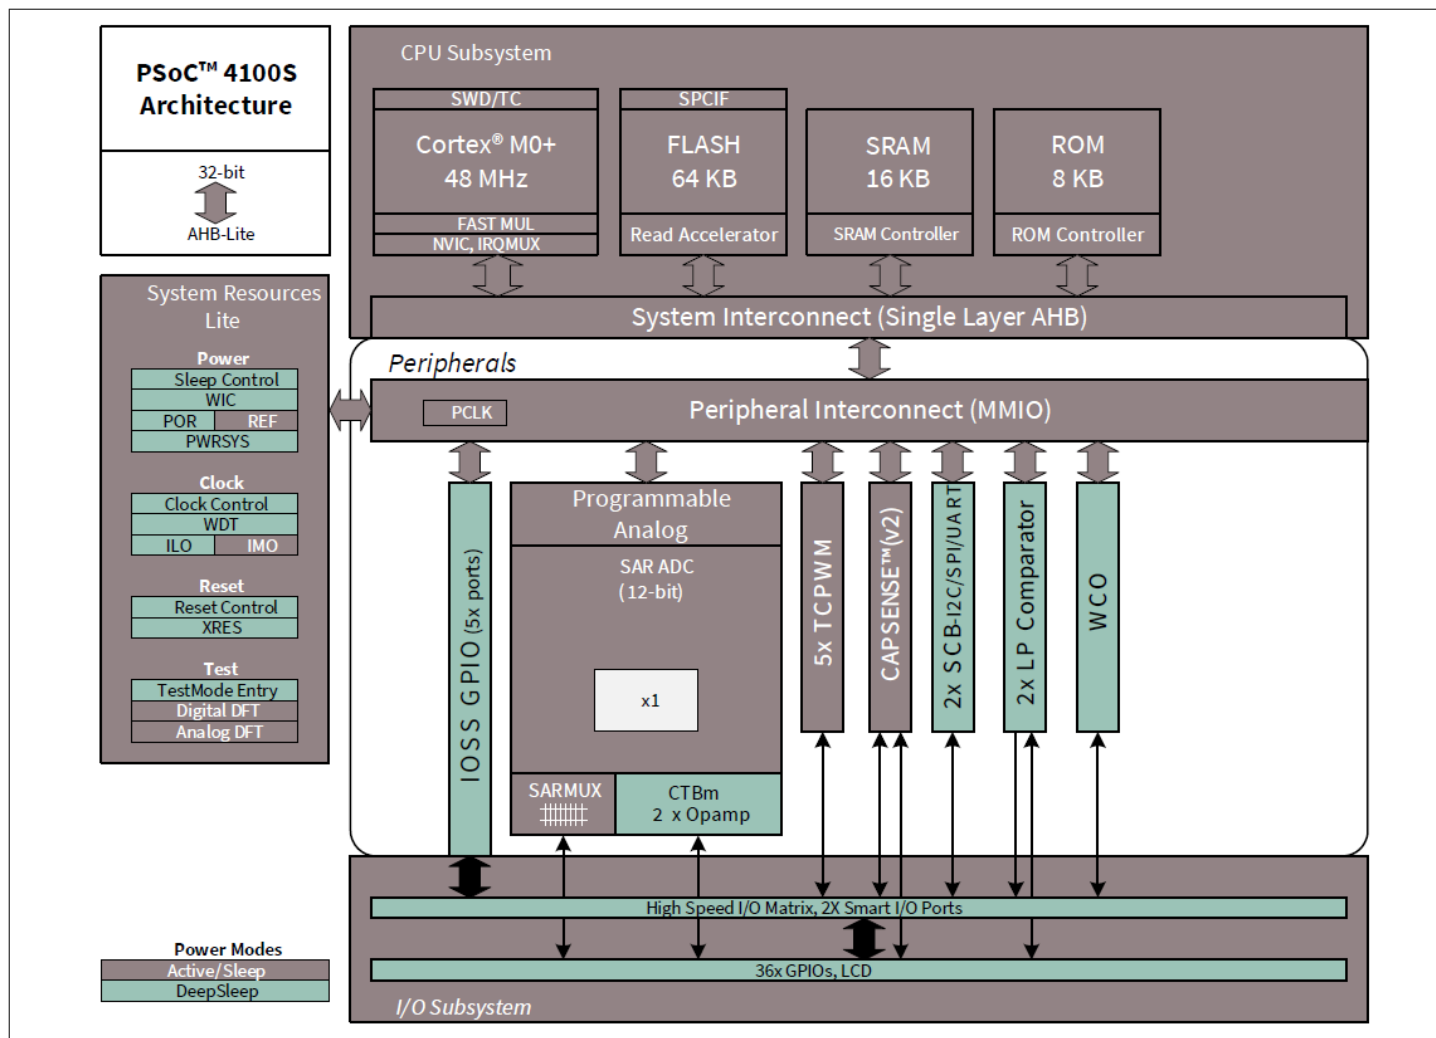 PSoC™ 4100S
Architecture
32-bit
AHB-Lite
CPU Subsystem
SWD/TC
Cortex® M0+
48 MHz
FAST MUL
NVIC, IRQMUX
SPCIF
FLASH
64 KB
Read Accelerator
SRAM
16 KB
SRAM Controller
ROM
8 KB
ROM Controller
System Interconnect (Single Layer AHB)
System Resources
Lite
Power
Sleep Control
WIC
POR REF
PWRSYS
Clock
Clock Control
WDT
ILO IMO
Reset
Reset Control
XRES
Test
TestMode Entry
Digital DFT
Analog DFT
Peripherals
PCLK
Peripheral Interconnect (MMIO)
IOSS GPIO (5x ports)
Programmable
Analog
SAR ADC
(12-bit)
x1
SARMUX
CTBm
2 x Opamp
5x TCPWM
CAPSENSE™(v2)
2x SCB-I2C/SPI/UART
2x LP Comparator
WCO
High Speed I/O Matrix, 2X Smart I/O Ports
36x GPIOs, LCD
I/O Subsystem
Power Modes
Active/Sleep
DeepSleep